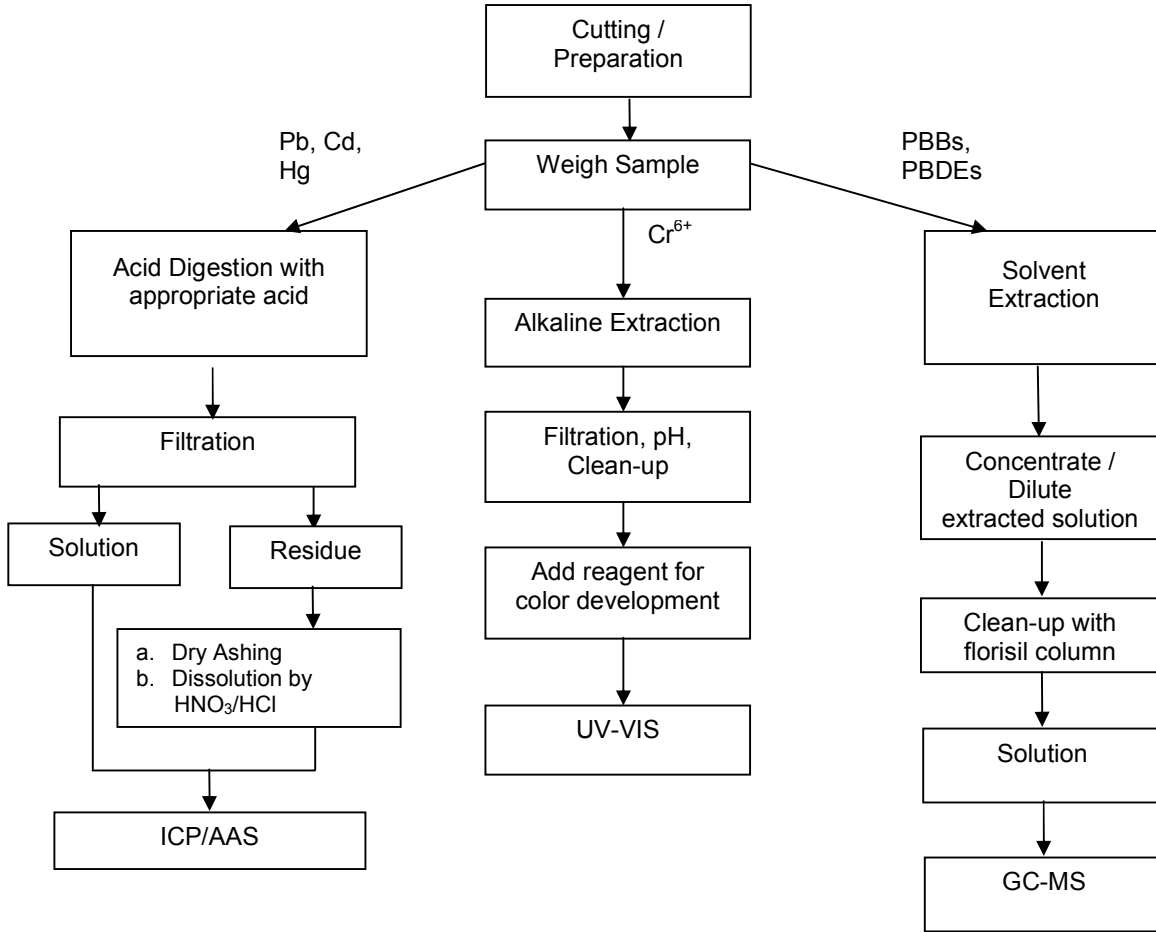 Cutting /
Preparation
Pb, Cd,
Hg
Weigh Sample
PBBs,
PBDEs
Cr⁶⁺
Acid Digestion with
appropriate acid
Alkaline Extraction
Solvent
Extraction
Filtration
Filtration, pH,
Clean-up
Concentrate /
Dilute
extracted solution
Solution
Residue
Add reagent for
color development
a. Dry Ashing
b. Dissolution by
HNO₃/HCl
Clean-up with
florisil column
UV-VIS
Solution
ICP/AAS
GC-MS